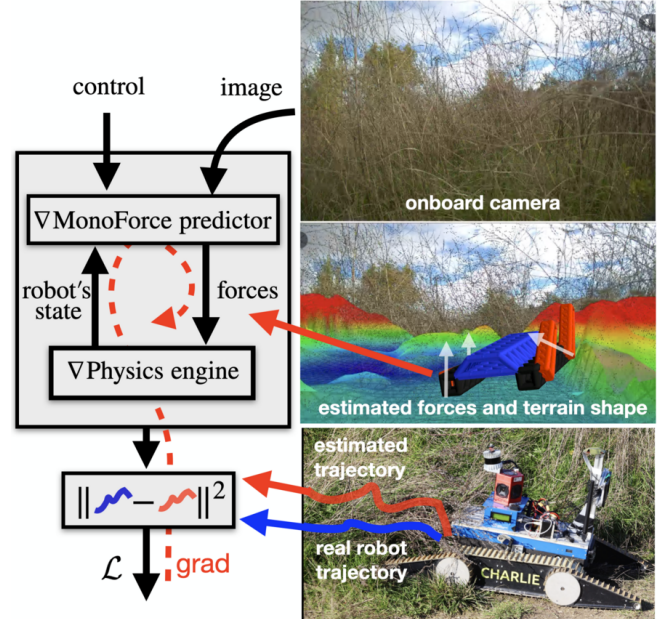 control
image
onboard camera
∇MonoForce predictor
robot's
state
forces
∇Physics engine
estimated forces and terrain shape
estimated
trajectory
|| − ||²
real robot
trajectory
CHARLIE
ℒ
grad